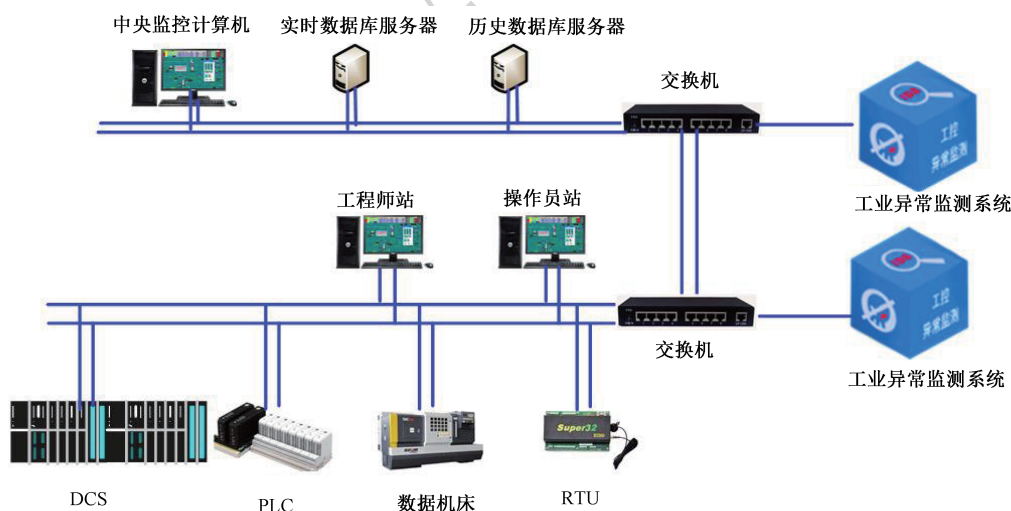 中央监控计算机
实时数据库服务器
历史数据库服务器
交换机
IDS
工控
异常监测
工业异常监测系统
工程师站
操作员站
IDS
工控
异常监测
交换机
工业异常监测系统
Super32
DCS
PLC
数据机床
RTU